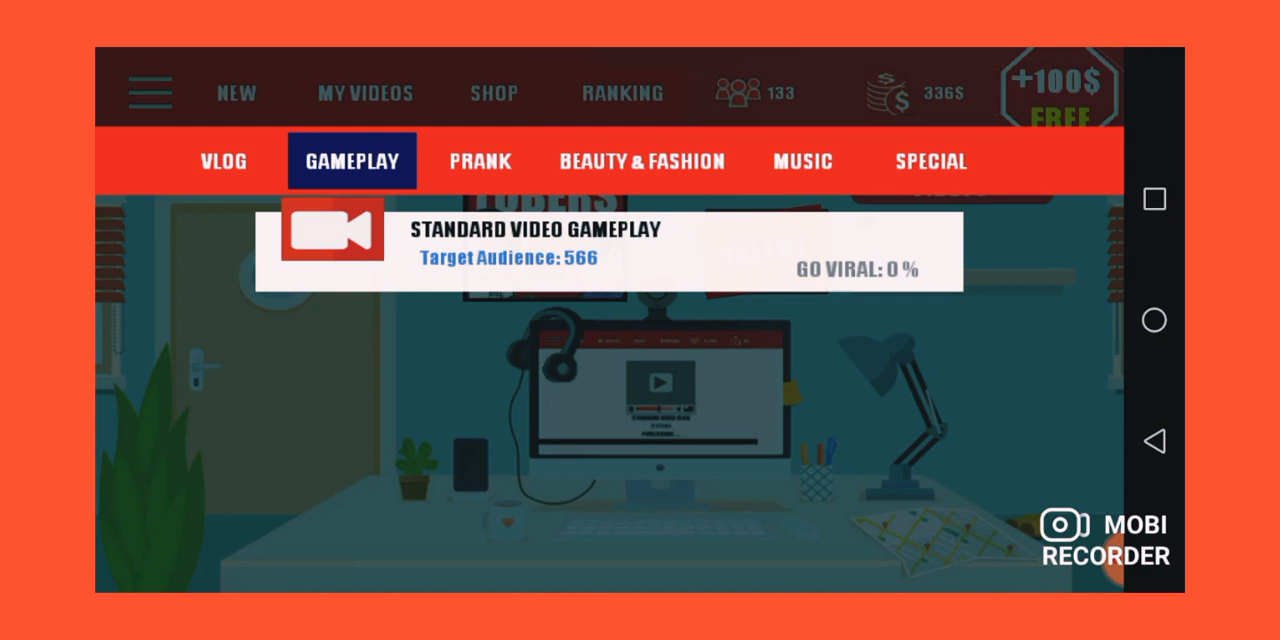 NEW MY VIDEOS SHOP RANKING 133 336$ +100$
FREE
VLOG GAMEPLAY PRANK BEAUTY & FASHION MUSIC SPECIAL
TUBERS
STANDARD VIDEO GAMEPLAY
Target Audience: 566
GO VIRAL: 0 %
MOBI
RECORDER